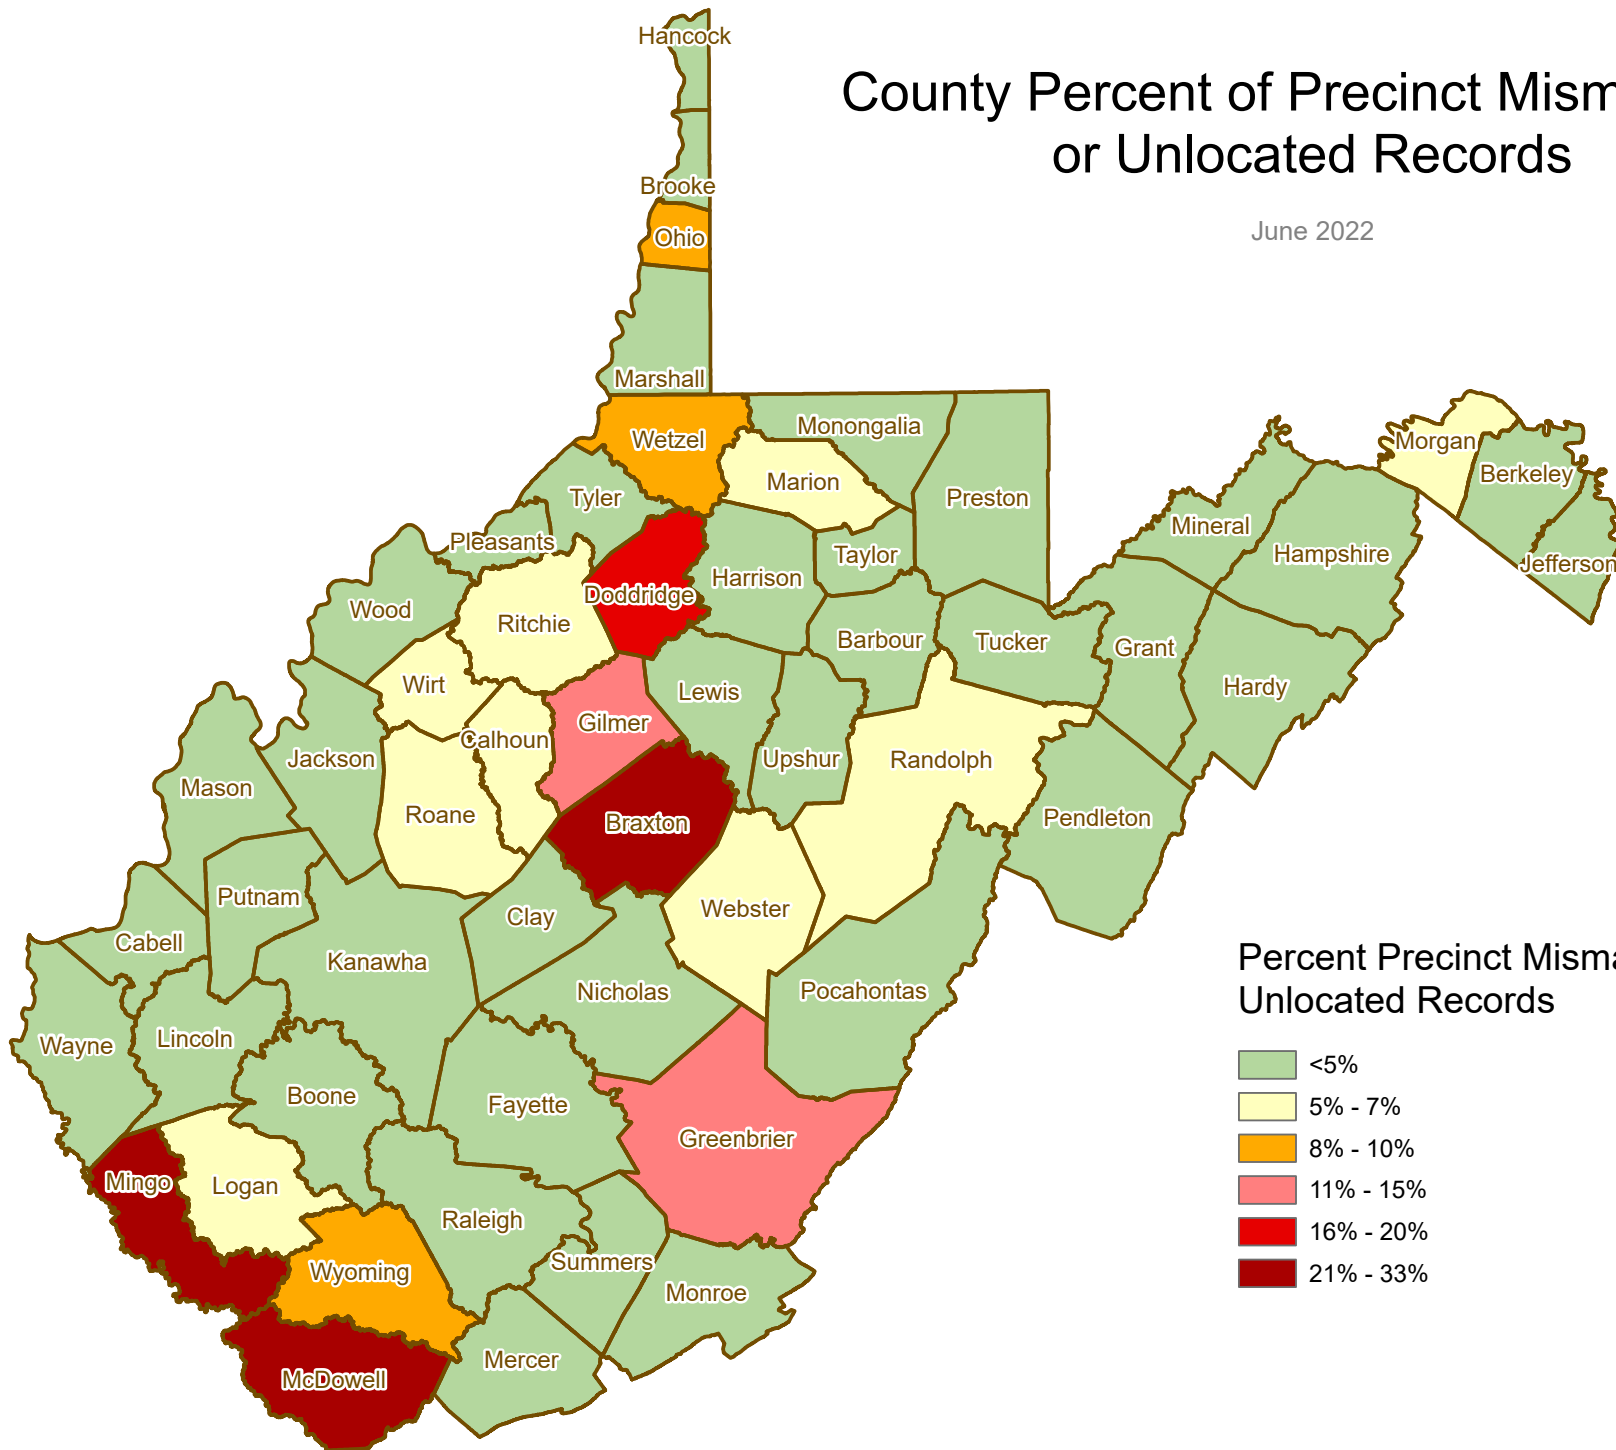 County Percent of Precinct
or Unlocated Records
June 2022
Hancock
Brooke
Ohio
Marshall
Wetzel
Monongalia
Marion
Preston
Tyler
Pleasants
Doddridge
Harrison
Taylor
Morgan
Berkeley
Jefferson
Mineral
Hampshire
Wood
Ritchie
Barbour
Tucker
Grant
Hardy
Wirt
Lewis
Gilmer
Calhoun
Upshur
Randolph
Jackson
Mason
Roane
Braxton
Pendleton
Putnam
Clay
Webster
Cabell
Kanawha
Nicholas
Pocahontas
Wayne
Lincoln
Boone
Fayette
Greenbrier
Mingo
Logan
Raleigh
Summers
Wyoming
Monroe
Mercer
McDowell
Percent Precinct
Unlocated Records
<5%
5% - 7%
8% - 10%
11% - 15%
16% - 20%
21% - 33%